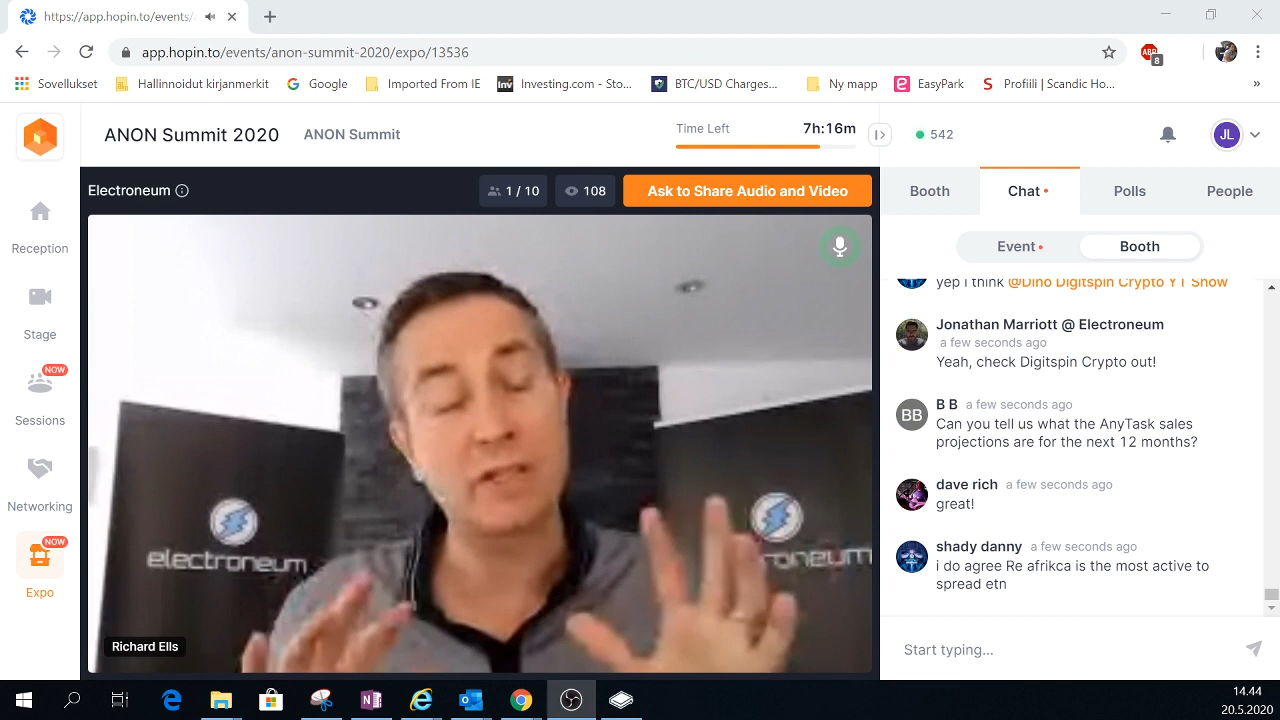 https://app.hopin.to/events/
app.hopin.to/events/anon-summit-2020/expo/13536
ABP
8
Sovellukset
Hallinnoidut kirjanmerkit
Google
Imported From IE
Inv
Investing.com - Sto...
BTC/USD Charges...
Ny mapp
EasyPark
S
Profiili | Scandic Ho...
»
ANON Summit 2020
ANON Summit
Time Left
7h:16m
542
JL
Electroneum
1 / 10
108
Ask to Share Audio and Video
Booth
Chat
Polls
People
Reception
Stage
NOW
Sessions
Networking
NOW
Expo
electroneum
Richard Ells
Event
Booth
yep i think @Dino Digitspin Crypto YT Show
Jonathan Marriott @ Electroneum
a few seconds ago
Yeah, check Digitspin Crypto out!
BB
B B a few seconds ago
Can you tell us what the AnyTask sales
projections are for the next 12 months?
dave rich a few seconds ago
great!
shady danny a few seconds ago
i do agree Re afrikca is the most active to
spread etn
Start typing...
14.44
20.5.2020